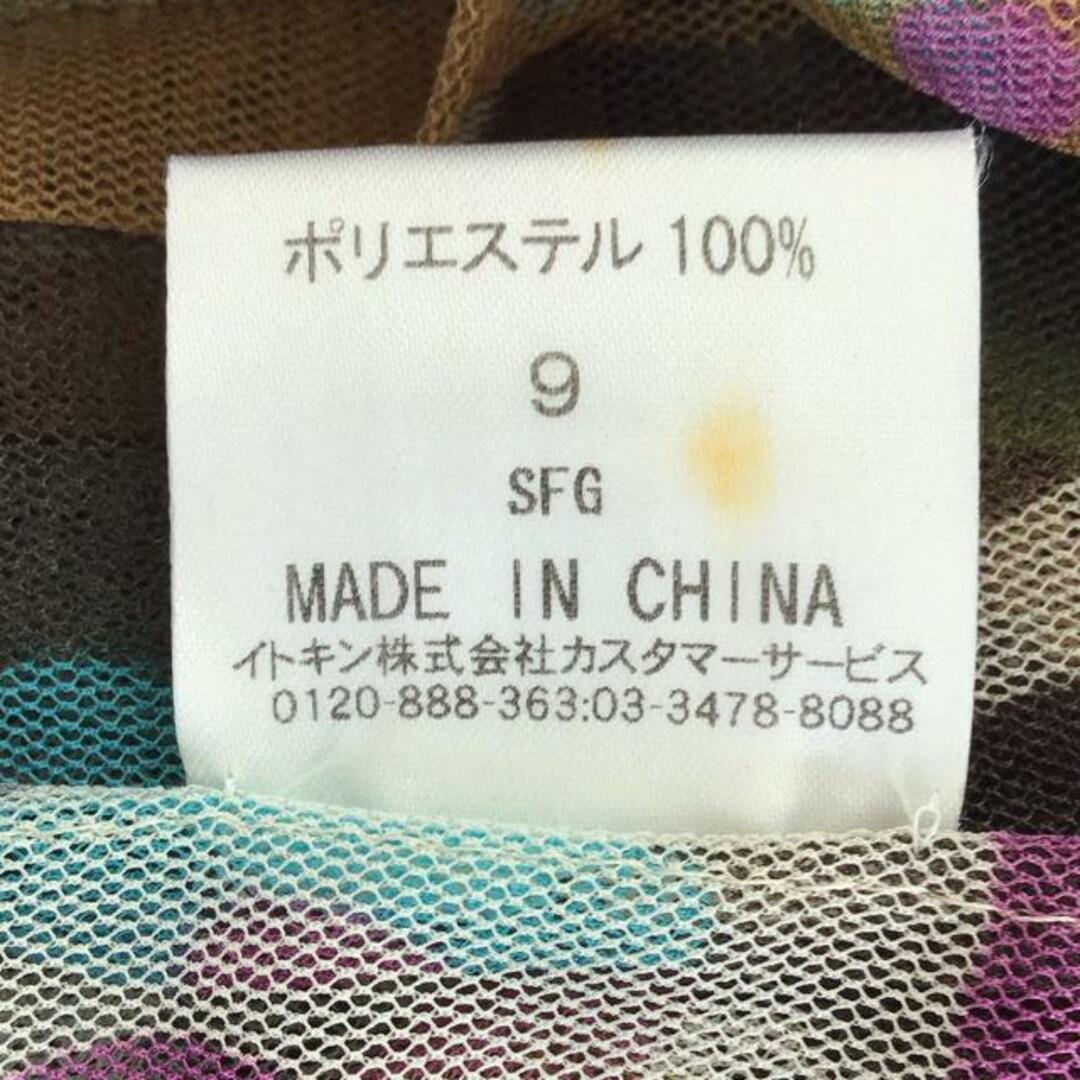 ポリエステル 100%
9
SFG
MADE IN CHINA
イトキン株式会社カスタマーサービス
0120-888-363:03-3478-8088